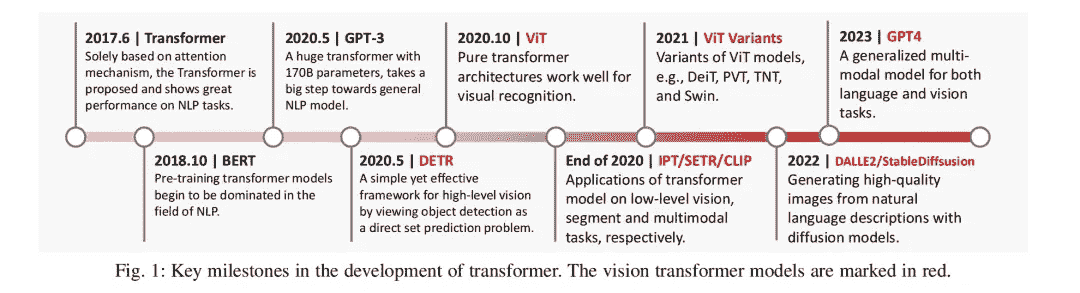 2017.6 | Transformer
Solely based on attention
mechanism, the Transformer is
proposed and shows great
performance on NLP tasks.
2020.5 | GPT-3
A huge transformer with
170B parameters, takes a
big step towards general
NLP model.
2020.10 | ViT
Pure transformer
architectures work well for
visual recognition.
2021 | ViT Variants
Variants of ViT models,
e.g., DeiT, PVT, TNT,
and Swin.
2023 | GPT4
A generalized multi-
modal model for both
language and vision
tasks.
2018.10 | BERT
Pre-training transformer models
begin to be dominated in the
field of NLP.
2020.5 | DETR
A simple yet effective
framework for high-level vision
by viewing object detection as
a direct set prediction problem.
End of 2020 | IPT/SETR/CLIP
Applications of transformer
model on low-level vision,
segment and multimodal
tasks, respectively.
2022 | DALLE2/StableDiffsusion
Generating high-quality
images from natural
language descriptions with
diffusion models.
Fig. 1: Key milestones in the development of transformer. The vision transformer models are marked in red.